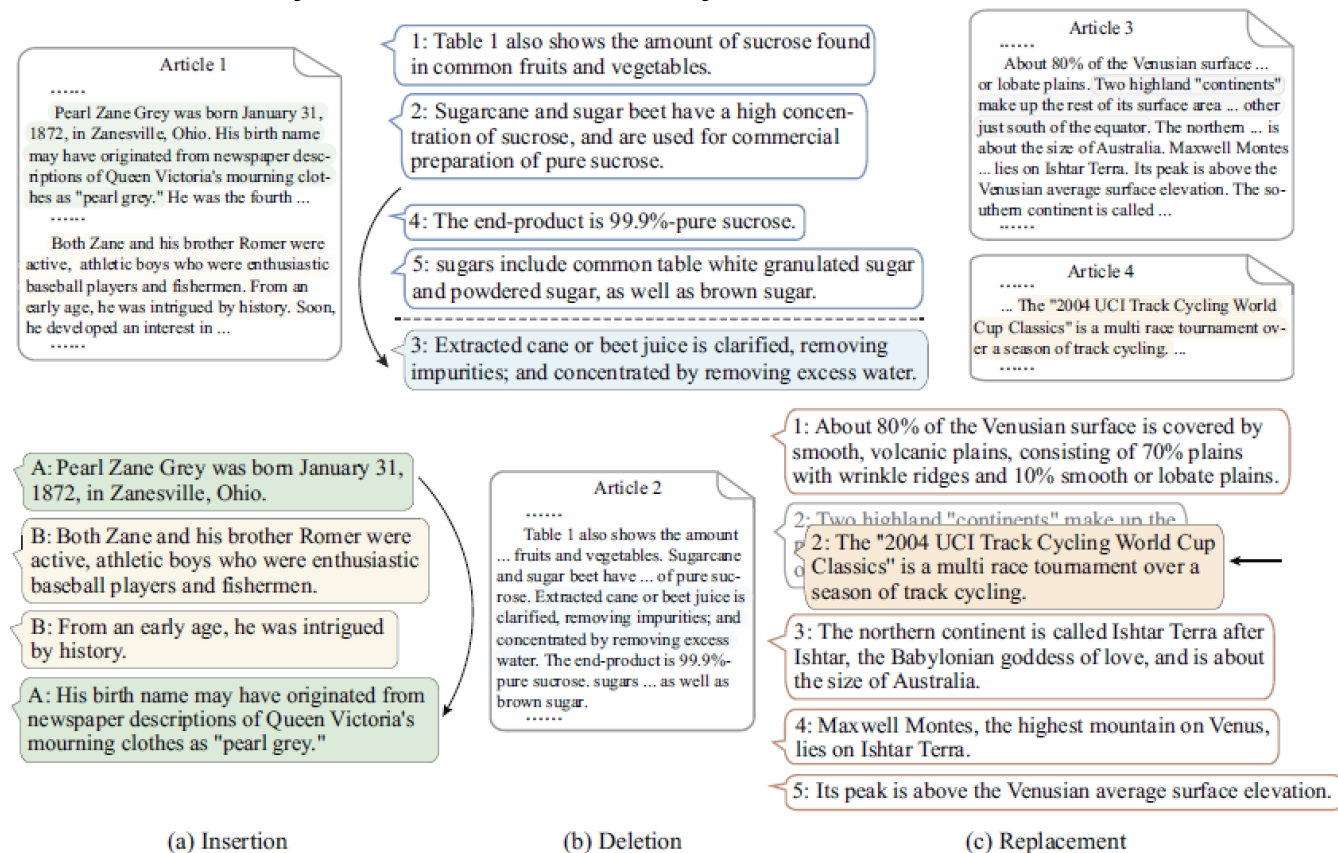 Article 1
......
Pearl Zane Grey was born January 31,
1872, in Zanesville, Ohio. His birth name
may have originated from newspaper desc-
riptions of Queen Victoria's mourning clot-
hes as "pearl grey." He was the fourth ...
......
Both Zane and his brother Romer were
active, athletic boys who were enthusiastic
baseball players and fishermen. From an
early age, he was intrigued by history. Soon,
he developed an interest in ...
......
1: Table 1 also shows the amount of sucrose found
in common fruits and vegetables.
2: Sugarcane and sugar beet have a high concen-
tration of sucrose, and are used for commercial
preparation of pure sucrose.
4: The end-product is 99.9%-pure sucrose.
5: sugars include common table white granulated sugar
and powdered sugar, as well as brown sugar.
3: Extracted cane or beet juice is clarified, removing
impurities; and concentrated by removing excess water.
Article 3
......
About 80% of the Venusian surface ...
or lobate plains. Two highland "continents"
make up the rest of its surface area ... other
just south of the equator. The northern ... is
about the size of Australia. Maxwell Montes
... lies on Ishtar Terra. Its peak is above the
Venusian average surface elevation. The so-
uthern continent is called ...
......
Article 4
... The "2004 UCI Track Cycling World
Cup Classics" is a multi race tournament ov-
er a season of track cycling. ...
......
A: Pearl Zane Grey was born January 31,
1872, in Zanesville, Ohio.
B: Both Zane and his brother Romer were
active, athletic boys who were enthusiastic
baseball players and fishermen.
B: From an early age, he was intrigued
by history.
A: His birth name may have originated from
newspaper descriptions of Queen Victoria's
mourning clothes as "pearl grey."
Article 2
......
Table 1 also shows the amount
... fruits and vegetables. Sugarcane
and sugar beet have ... of pure suc-
rose. Extracted cane or beet juice is
clarified, removing impurities; and
concentrated by removing excess
water. The end-product is 99.9%-
pure sucrose. sugars ... as well as
brown sugar.
......
1: About 80% of the Venusian surface is covered by
smooth, volcanic plains, consisting of 70% plains
with wrinkle ridges and 10% smooth or lobate plains.
2: Two highland "continents" make up the
2: The "2004 UCI Track Cycling World Cup
Classics" is a multi race tournament over a
season of track cycling.
3: The northern continent is called Ishtar Terra after
Ishtar, the Babylonian goddess of love, and is about
the size of Australia.
4: Maxwell Montes, the highest mountain on Venus,
lies on Ishtar Terra.
5: Its peak is above the Venusian average surface elevation.
(a) Insertion
(b) Deletion
(c) Replacement